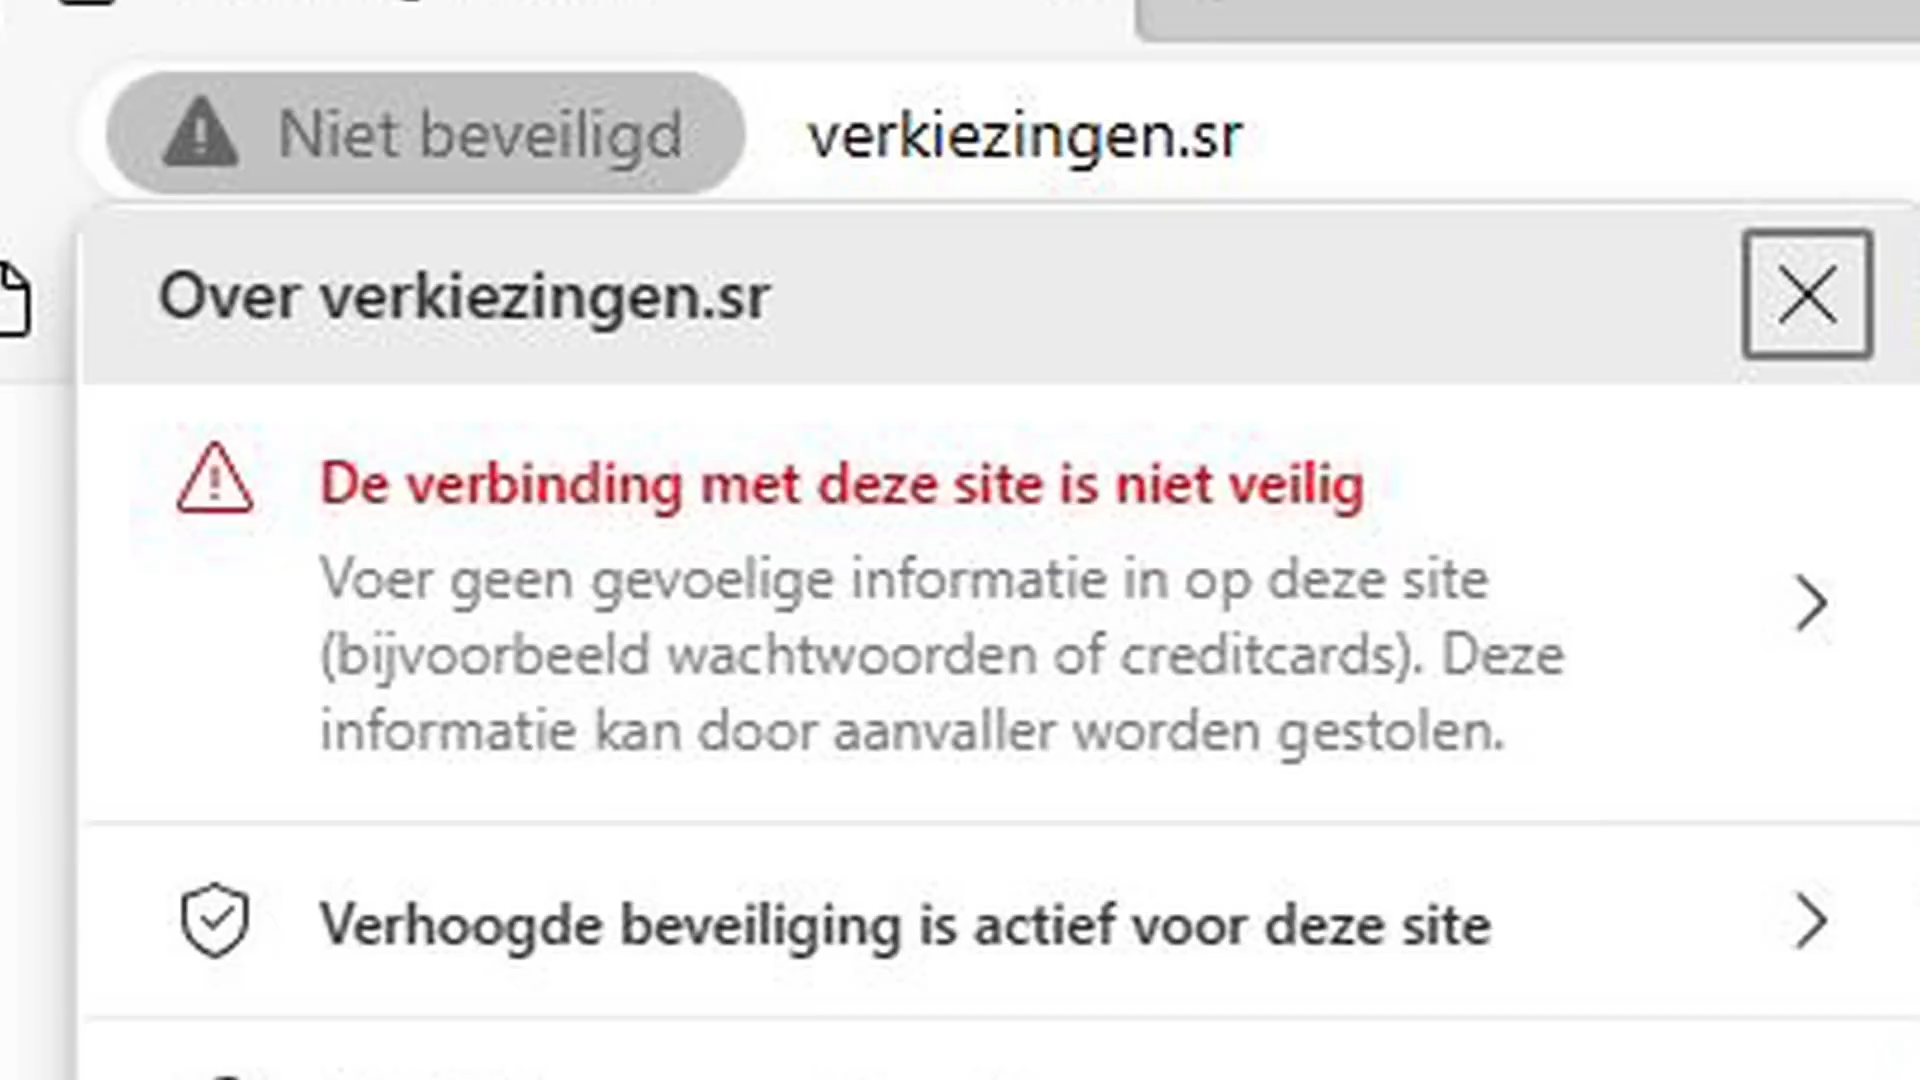 Niet beveiligd
verkiezingen.sr
Over verkiezingen.sr
De verbinding met deze site is niet veilig
Voer geen gevoelige informatie in op deze site
(bijvoorbeeld wachtwoorden of creditcards). Deze
informatie kan door aanvaller worden gestolen.
Verhoogde beveiliging is actief voor deze site